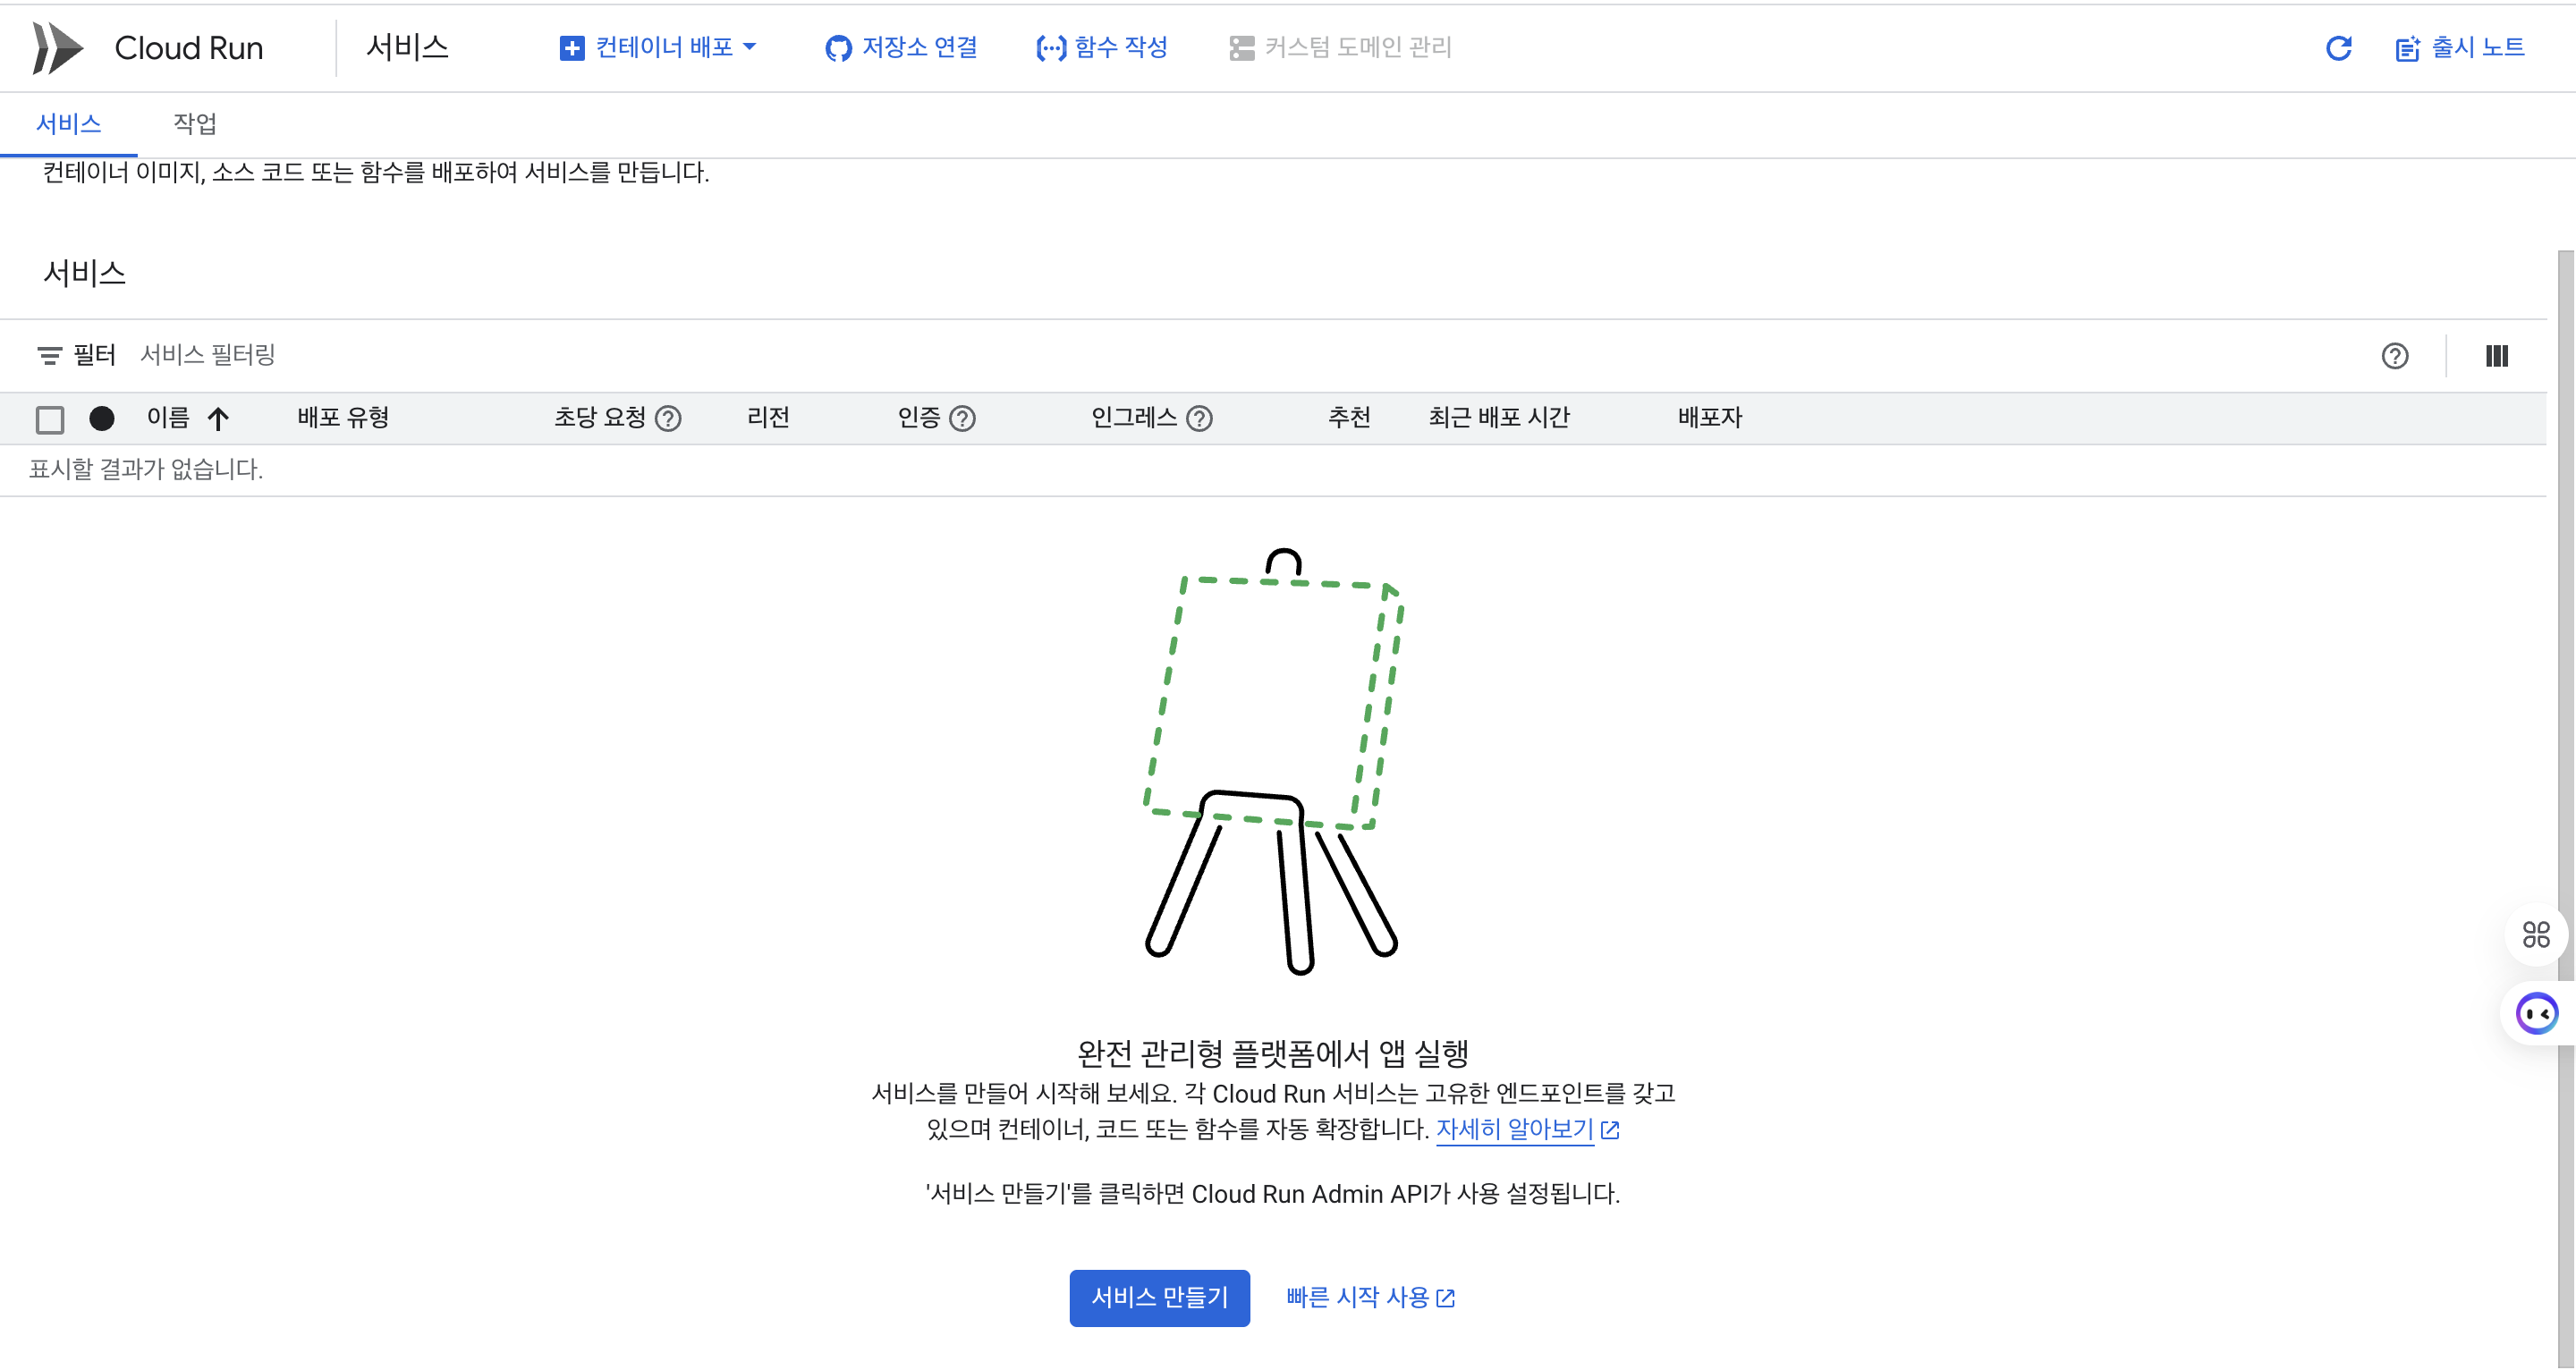 Cloud Run 서비스 컨테이너 배포 저장소 연결 함수 작성 커스텀 도메인 관리 출시 노트
서비스 작업
컨테이너 이미지, 소스 코드 또는 함수를 배포하여 서비스를 만듭니다.
서비스
필터 서비스 필터링
이름 배포 유형 초당 요청 리전 인증 인그레스 추천 최근 배포 시간 배포자
표시할 결과가 없습니다.
완전 관리형 플랫폼에서 앱 실행
서비스를 만들어 시작해 보세요. 각 Cloud Run 서비스는 고유한 엔드포인트를 갖고
있으며 컨테이너, 코드 또는 함수를 자동 확장합니다. 자세히 알아보기
'서비스 만들기'를 클릭하면 Cloud Run Admin API가 사용 설정됩니다.
서비스 만들기 빠른 시작 사용